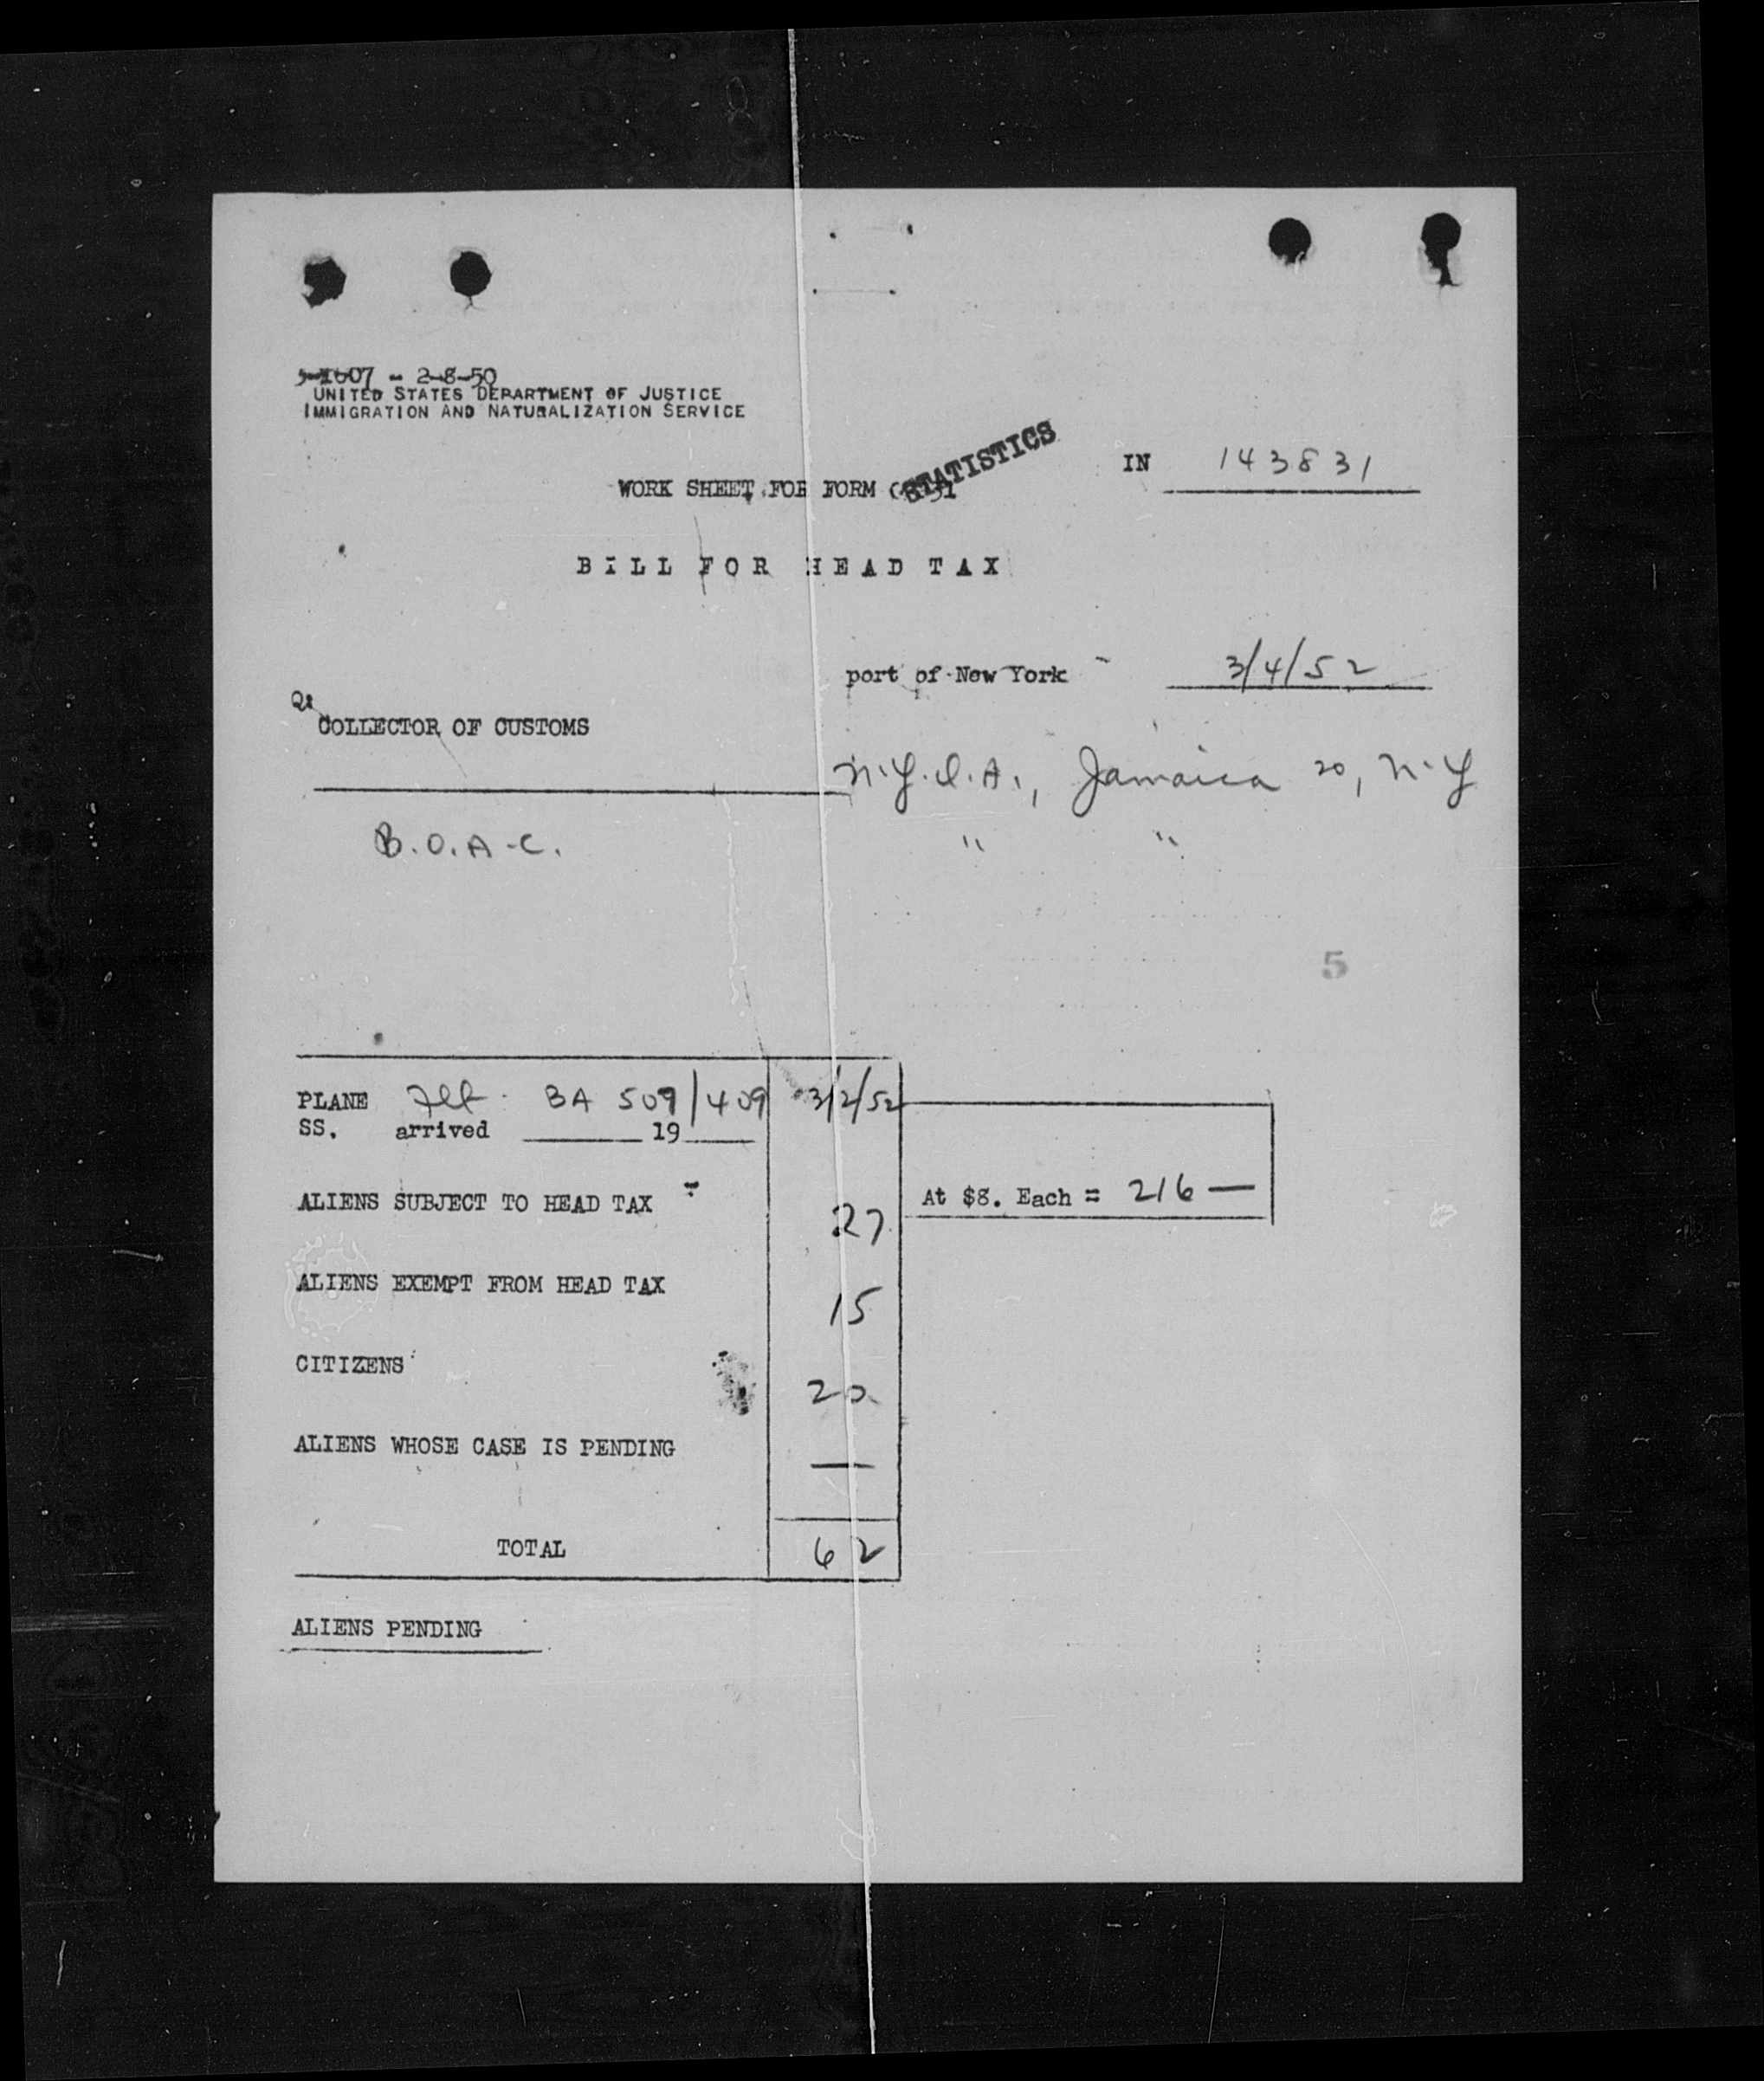 2-8-50
UNITED STATES DEPARTMENT OF JUSTICE
IMMIGRATION AND NATURALIZATION SERVICE
STATISTICS
IN 143831
WORK SHEET FOR FORM
BILL FOR HEAD TAX
port of New York 3/4/52
COLLECTOR OF CUSTOMS
N.Y.I.A., Jamaica 20, N.Y
B.O.A.C. " "
5
PLANE Flt. BA 509/409 3/2/52
SS. arrived 19
ALIENS SUBJECT TO HEAD TAX 27 At $8. Each = 216 —
ALIENS EXEMPT FROM HEAD TAX 15
CITIZENS 20
ALIENS WHOSE CASE IS PENDING —
TOTAL 62
ALIENS PENDING